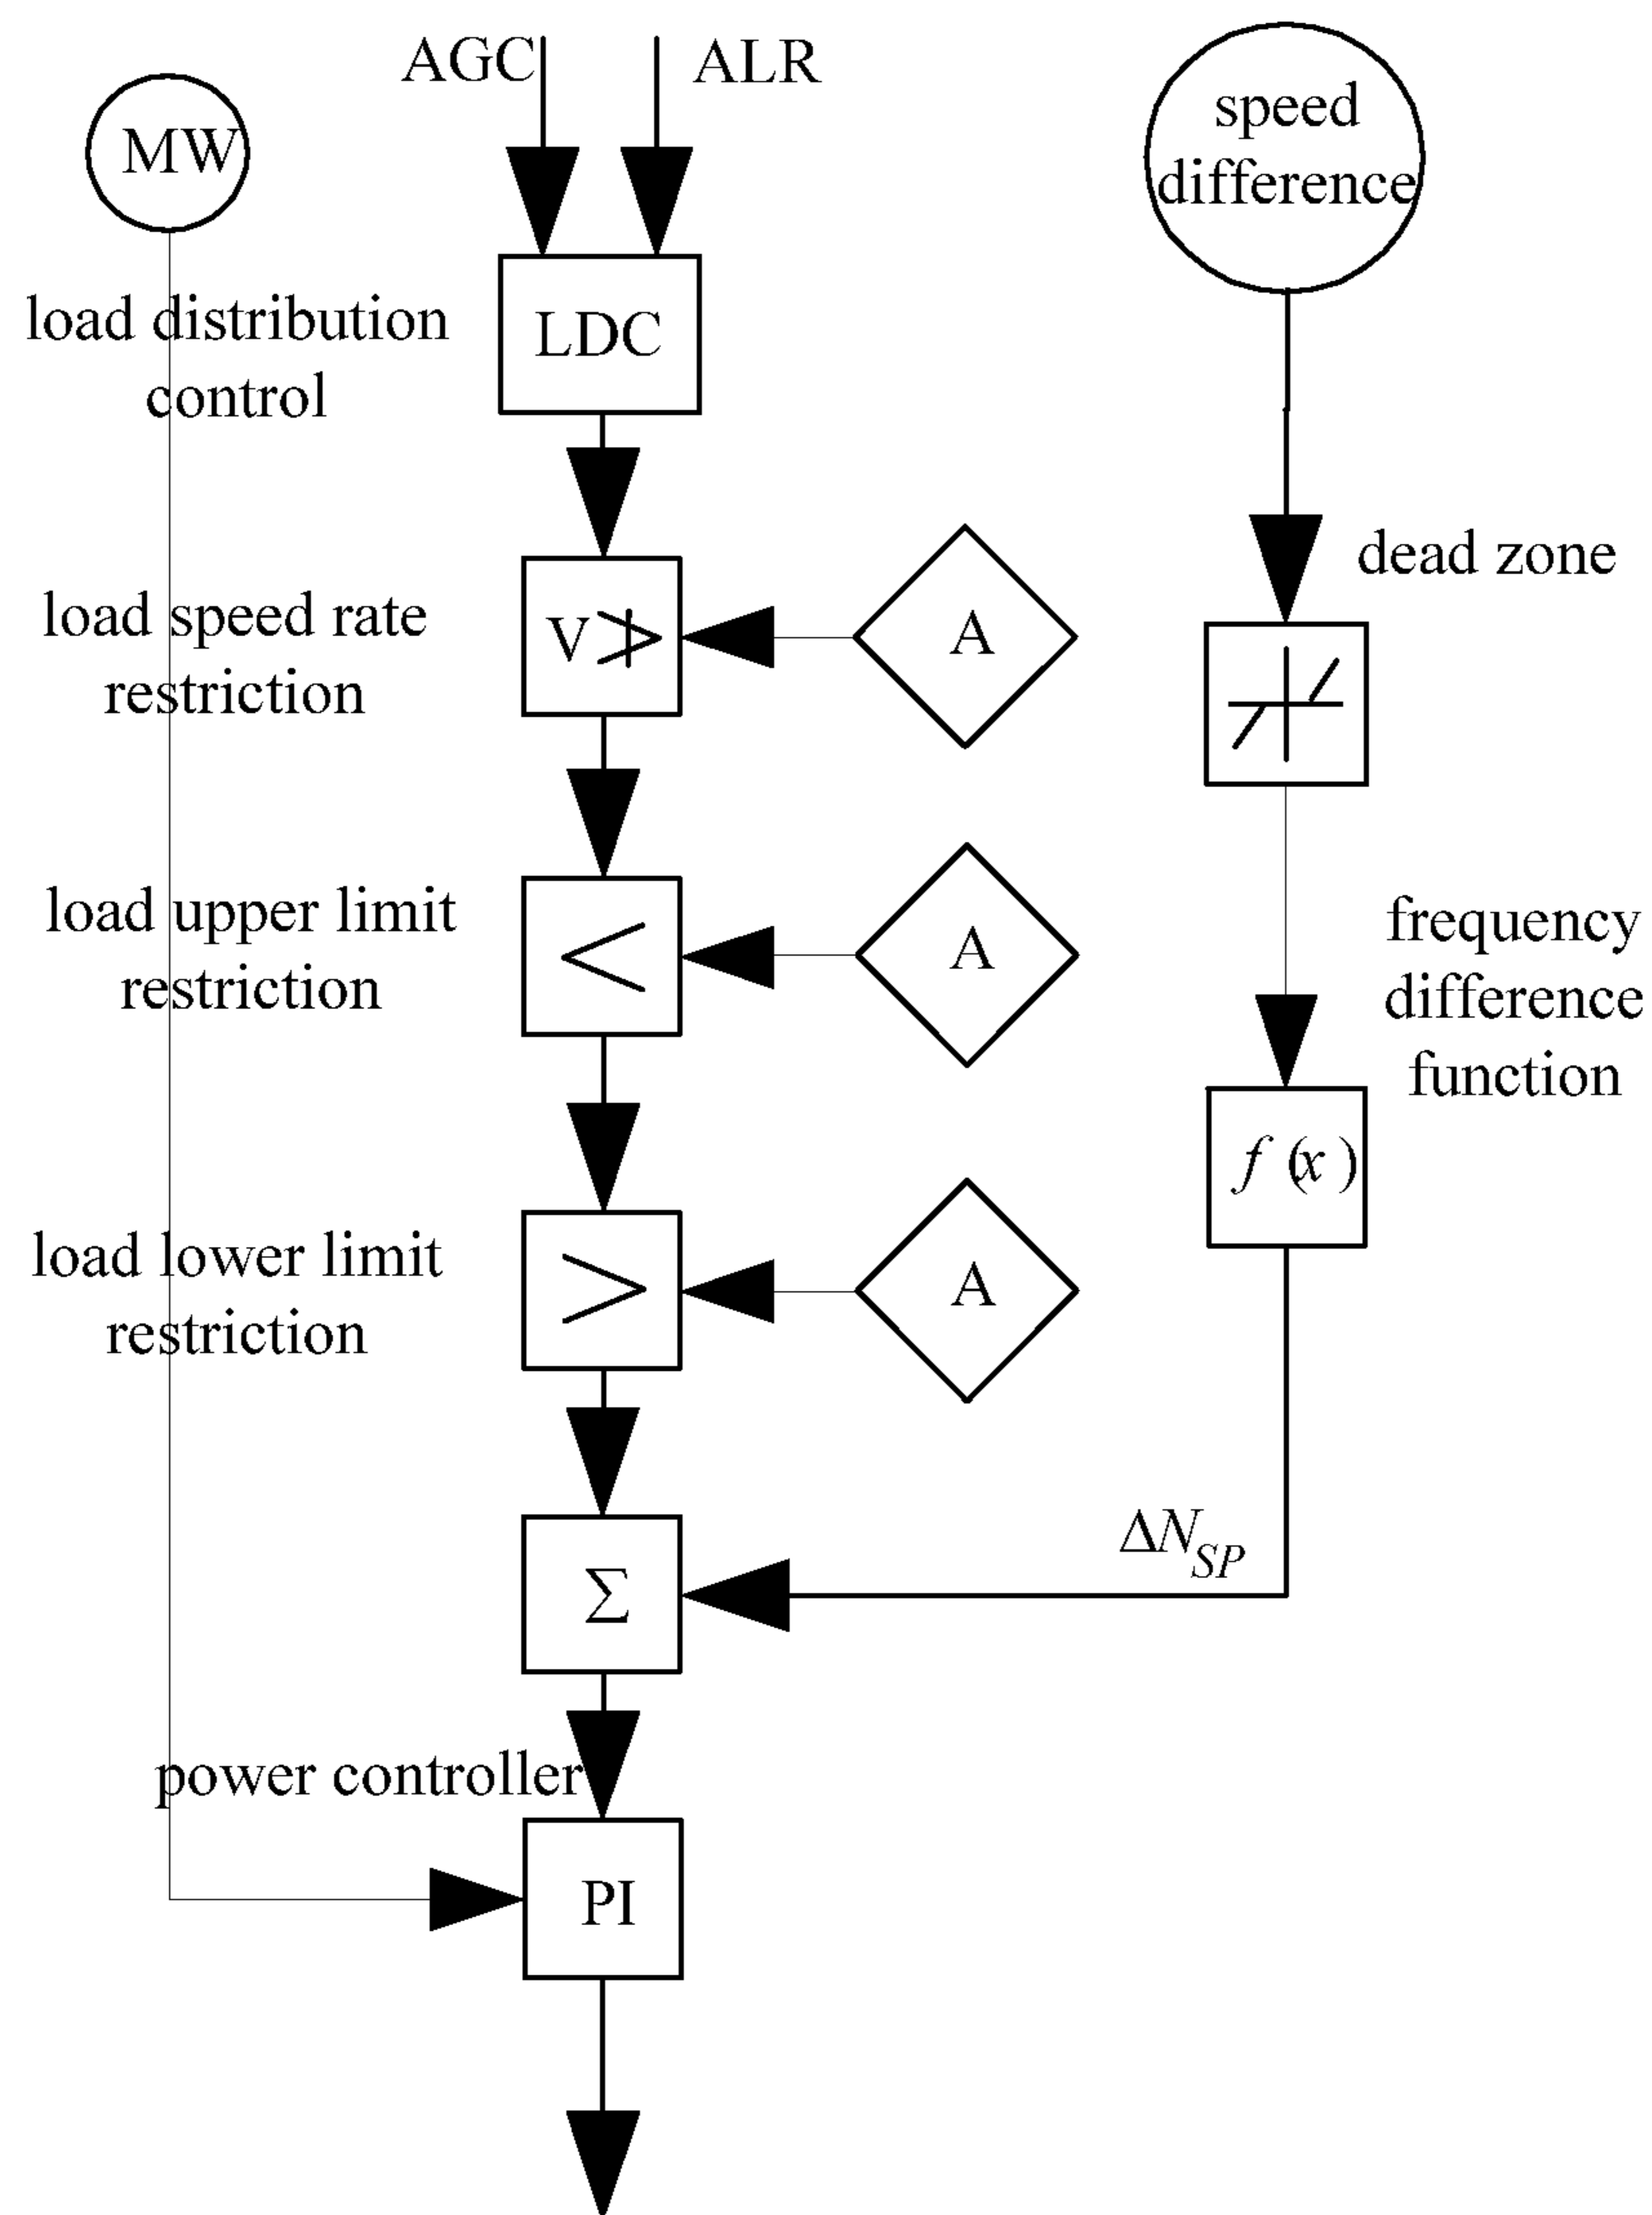 AGC
ALR
MW
speed
difference
load distribution
control
LDC
dead zone
load speed rate
restriction
V≯
A
load upper limit
restriction
<
A
frequency
difference
function
f(x)
load lower limit
restriction
>
A
ΔN_SP
Σ
power controller
PI